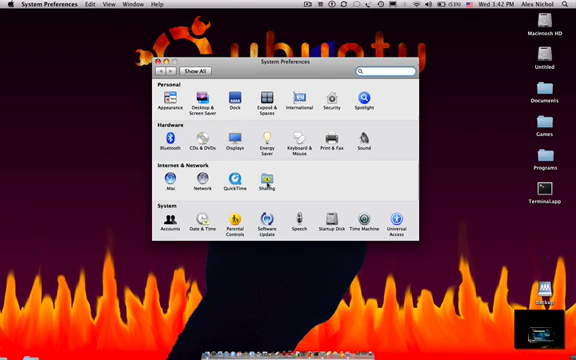 System Preferences Edit View Window Help
(53%) Wed 3:42 PM Alex Nichol
ubuntu
System Preferences
Show All
Personal
Appearance Desktop & Screen Saver Dock Exposé & Spaces International Security Spotlight
Hardware
Bluetooth CDs & DVDs Displays Energy Saver Keyboard & Mouse Print & Fax Sound
Internet & Network
.Mac Network QuickTime Sharing
System
Accounts Date & Time Parental Controls Software Update Speech Startup Disk Time Machine Universal Access
Macintosh HD
Untitled
Documents
Games
Programs
Terminal.app